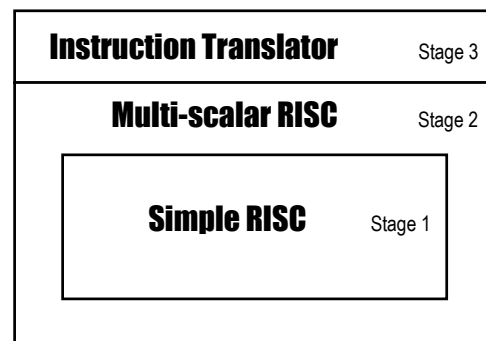 Instruction Translator Stage 3
Multi-scalar RISC Stage 2
Simple RISC Stage 1